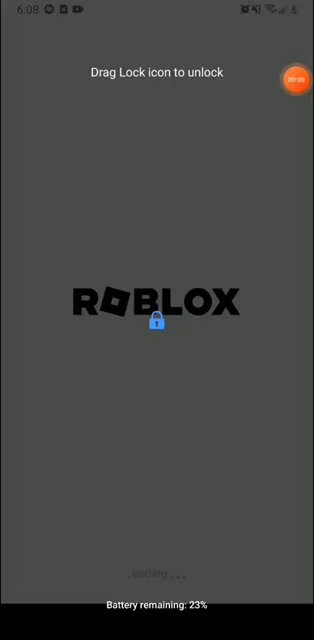 6:08
Drag Lock icon to unlock
00:00
ROBLOX
Battery remaining: 23%